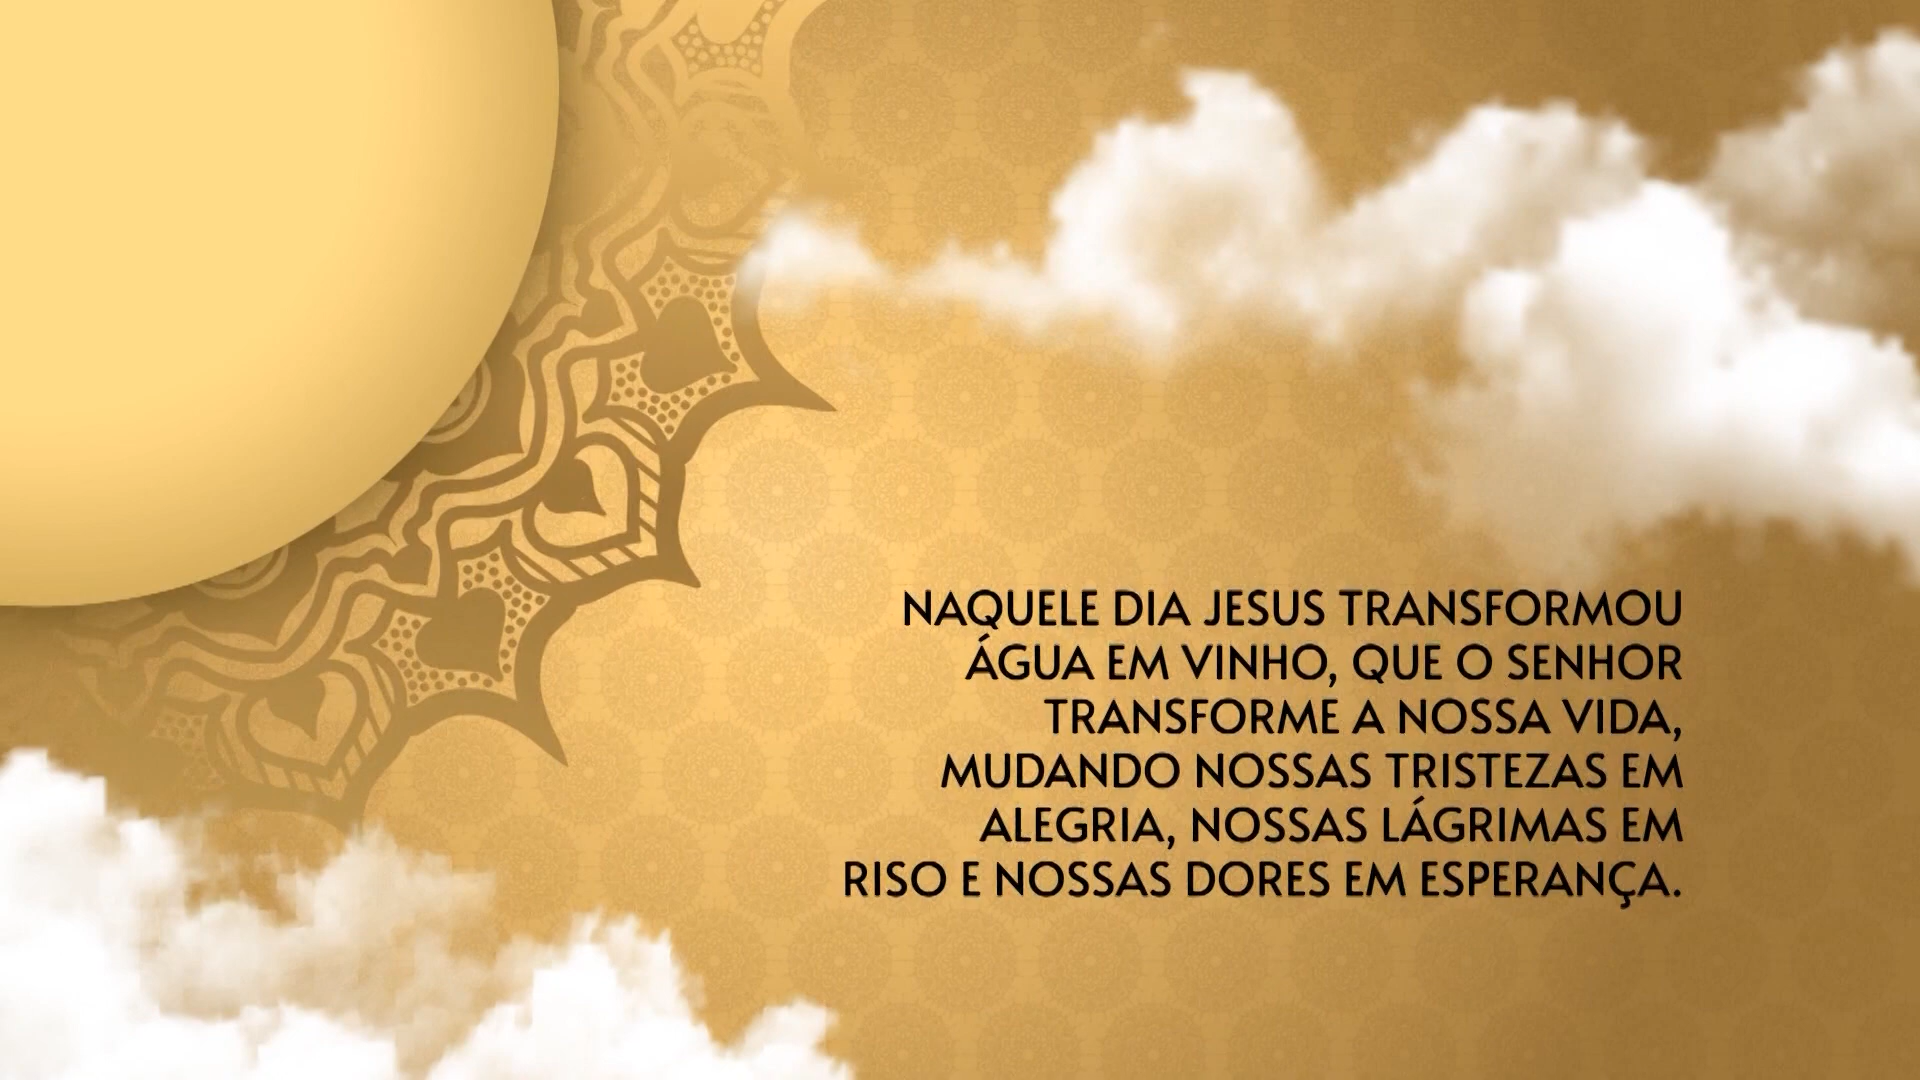 NAQUELE DIA JESUS TRANSFORMOU
ÁGUA EM VINHO, QUE O SENHOR
TRANSFORME A NOSSA VIDA,
MUDANDO NOSSAS TRISTEZAS EM
ALEGRIA, NOSSAS LÁGRIMAS EM
RISO E NOSSAS DORES EM ESPERANÇA.